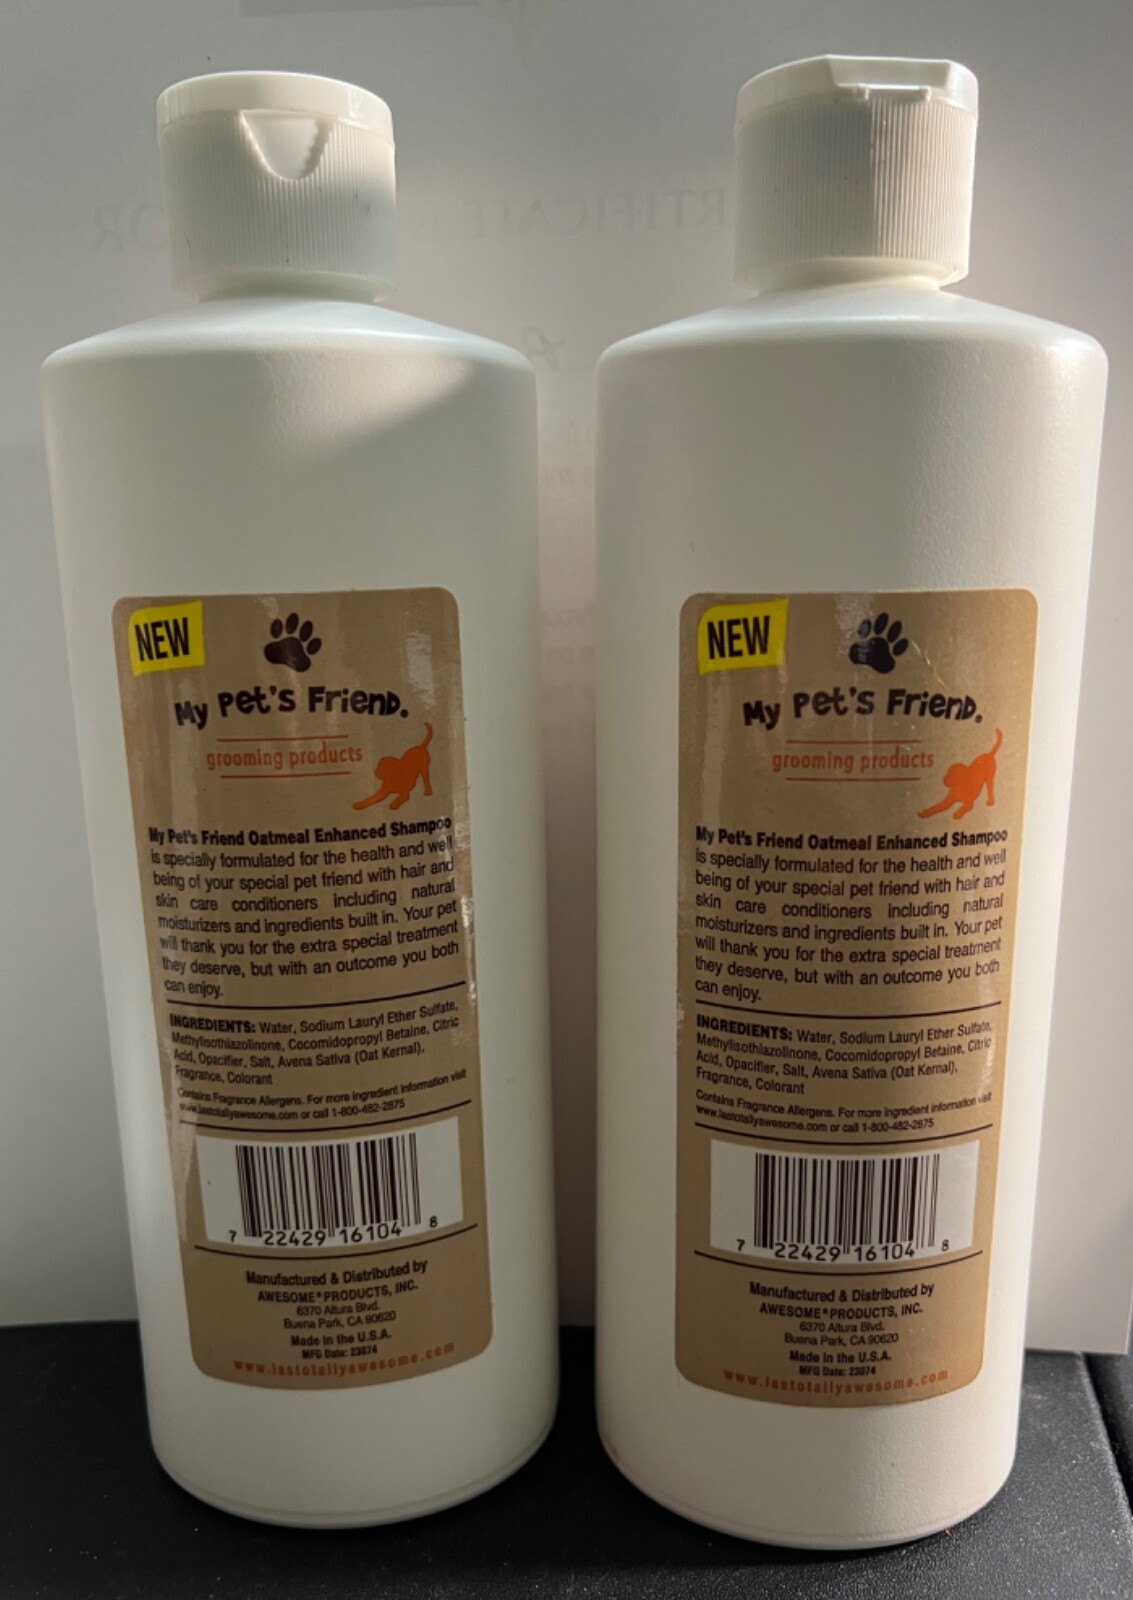 RTIFICATE
OR
NEW
My Pet's Friend.
grooming products
My Pet's Friend Oatmeal Enhanced Shampoo
is specially formulated for the health and well
being of your special pet friend with hair and
skin care conditioners including natural
moisturizers and ingredients built in. Your pet
will thank you for the extra special treatment
they deserve, but with an outcome you both
can enjoy.
INGREDIENTS: Water, Sodium Lauryl Ether Sulfate,
Methylisothiazolinone, Cocomidopropyl Betaine, Citric
Acid, Opacifier, Salt, Avena Sativa (Oat Kernal),
Fragrance, Colorant
Contains Fragrance Allergens. For more ingredient information visit
www.lastotallyawesome.com or call 1-800-482-2875
7 22429 16104 8
Manufactured & Distributed by
AWESOME® PRODUCTS, INC.
6370 Altura Blvd.
Buena Park, CA 90620
Made in the U.S.A.
MFG Date: 23074
www.lastotallyawesome.com
NEW
My Pet's Friend.
grooming products
My Pet's Friend Oatmeal Enhanced Shampoo
is specially formulated for the health and well
being of your special pet friend with hair and
skin care conditioners including natural
moisturizers and ingredients built in. Your pet
will thank you for the extra special treatment
they deserve, but with an outcome you both
can enjoy.
INGREDIENTS: Water, Sodium Lauryl Ether Sulfate,
Methylisothiazolinone, Cocomidopropyl Betaine, Citric
Acid, Opacifier, Salt, Avena Sativa (Oat Kernal),
Fragrance, Colorant
Contains Fragrance Allergens. For more ingredient information visit
www.lastotallyawesome.com or call 1-800-482-2875
7 22429 16104 8
Manufactured & Distributed by
AWESOME® PRODUCTS, INC.
6370 Altura Blvd.
Buena Park, CA 90620
Made in the U.S.A.
MFG Date: 23074
www.lastotallyawesome.com